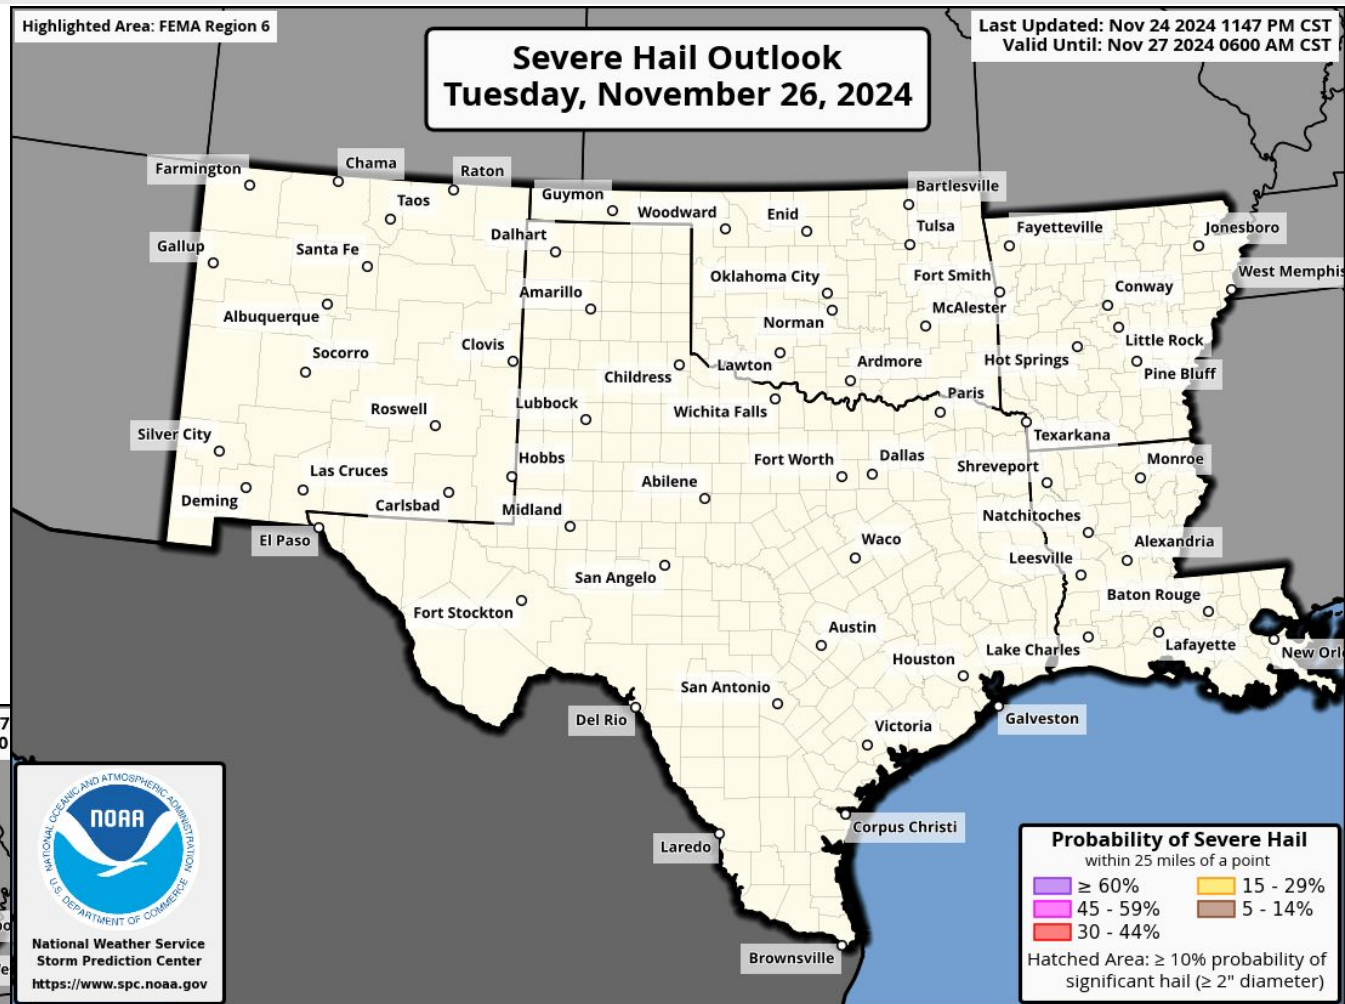 Highlighted Area: FEMA Region 6
Severe Hail Outlook
Tuesday, November 26, 2024
Last Updated: Nov 24 2024 1147 PM CST
Valid Until: Nov 27 2024 0600 AM CST
Farmington
Chama
Raton
Taos
Guymon
Woodward
Enid
Bartlesville
Tulsa
Fayetteville
Jonesboro
Gallup
Santa Fe
Dalhart
Oklahoma City
Fort Smith
West Memphis
Amarillo
Conway
Albuquerque
Norman
McAlester
Clovis
Socorro
Little Rock
Childress
Lawton
Ardmore
Hot Springs
Pine Bluff
Roswell
Lubbock
Wichita Falls
Paris
Silver City
Texarkana
Las Cruces
Hobbs
Fort Worth
Dallas
Shreveport
Monroe
Deming
Carlsbad
Midland
Abilene
Natchitoches
El Paso
Waco
Leesville
Alexandria
San Angelo
Fort Stockton
Baton Rouge
Austin
Houston
Lake Charles
Lafayette
New Orl
San Antonio
Del Rio
Victoria
Galveston
Corpus Christi
Laredo
Brownsville
7
0
NATIONAL OCEANIC AND ATMOSPHERIC ADMINISTRATION
NOAA
U.S. DEPARTMENT OF COMMERCE
National Weather Service
Storm Prediction Center
https://www.spc.noaa.gov
Probability of Severe Hail
within 25 miles of a point
≥ 60% 15 - 29%
45 - 59% 5 - 14%
30 - 44%
Hatched Area: ≥ 10% probability of
significant hail (≥ 2" diameter)